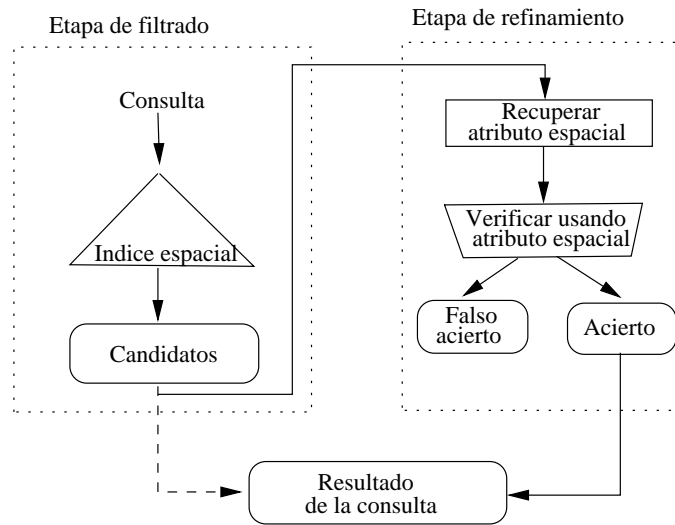 Etapa de filtrado
Consulta
Indice espacial
Candidatos
Etapa de refinamiento
Recuperar
atributo espacial
Verificar usando
atributo espacial
Falso
acierto
Acierto
Resultado
de la consulta